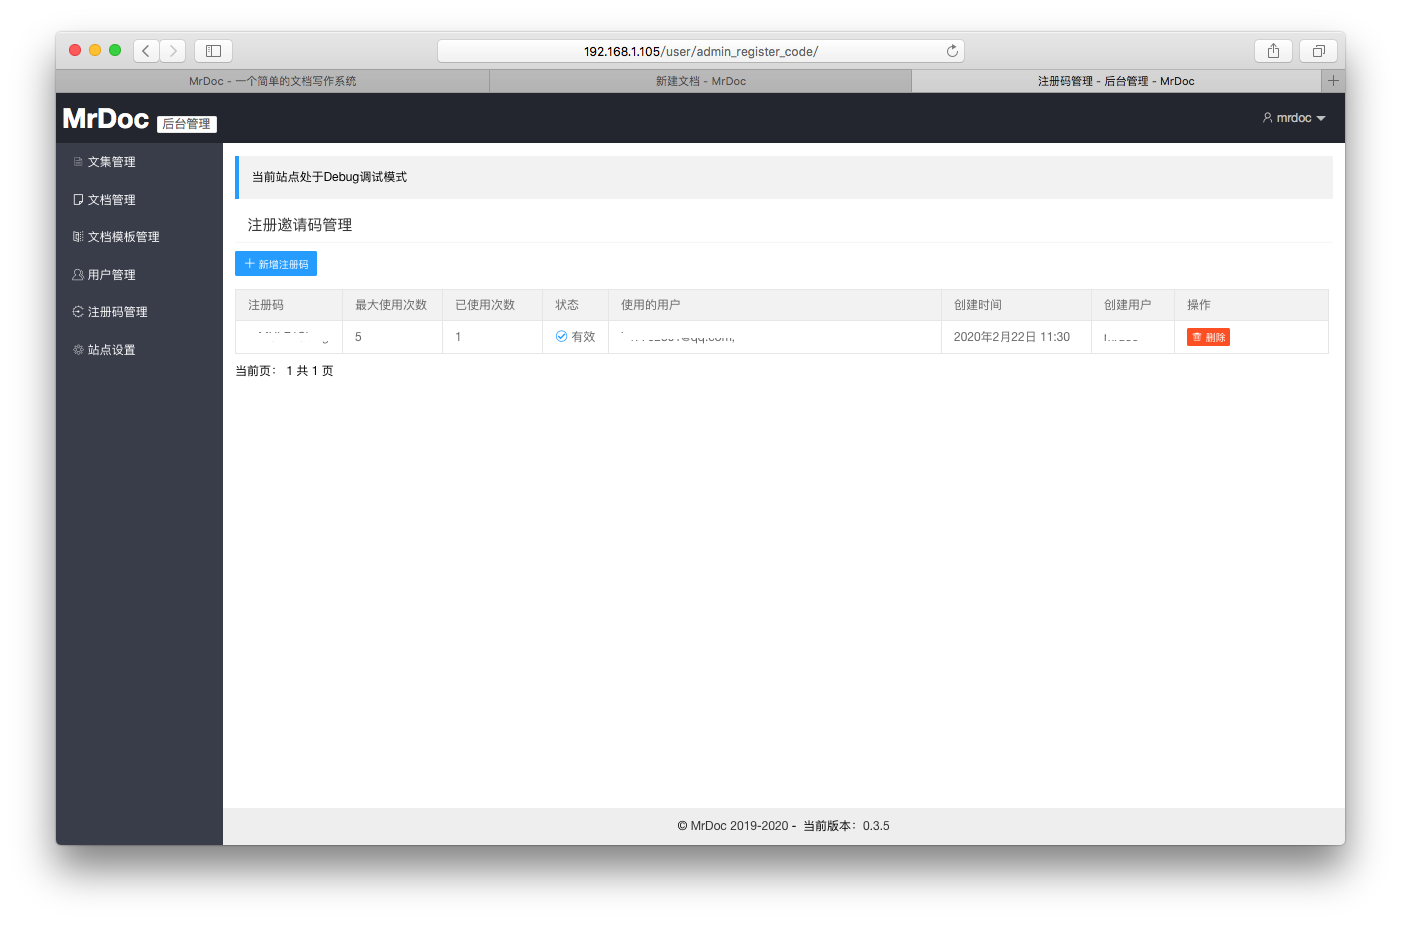 192.168.1.105/user/admin_register_code/
MrDoc - 一个简单的文档写作系统
新建文档 - MrDoc
注册码管理 - 后台管理 - MrDoc
MrDoc 后台管理
mrdoc
文集管理
文档管理
文档模板管理
用户管理
注册码管理
站点设置
当前站点处于Debug调试模式
注册邀请码管理
新增注册码
注册码 最大使用次数 已使用次数 状态 使用的用户 创建时间 创建用户 操作
5 1 有效 2020年2月22日 11:30 删除
当前页： 1 共 1 页
© MrDoc 2019-2020 - 当前版本：0.3.5